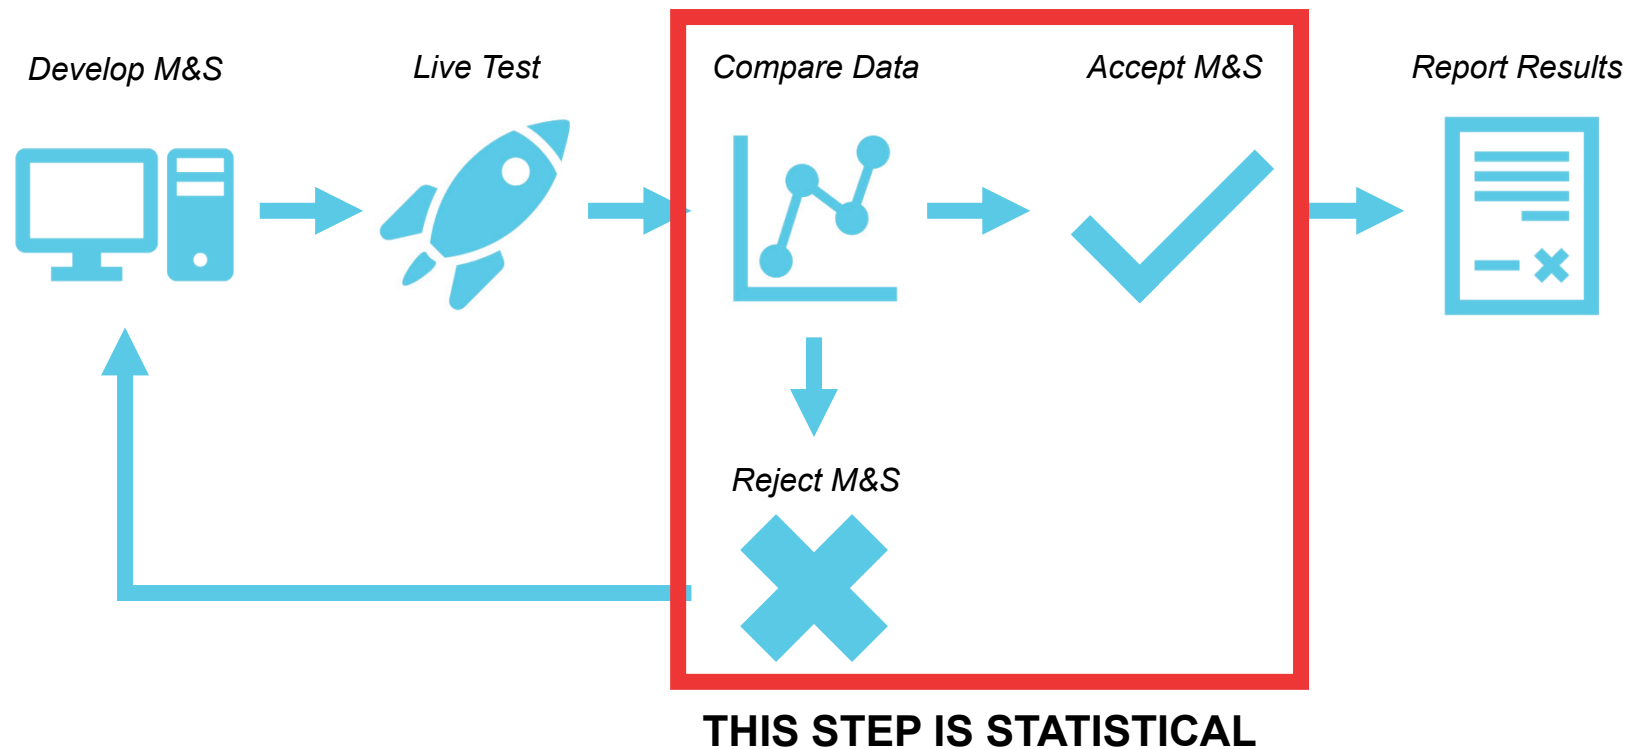 Develop M&S
Live Test
Compare Data
Accept M&S
Report Results
Reject M&S
THIS STEP IS STATISTICAL